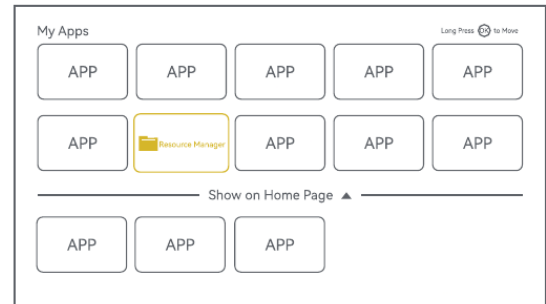 My Apps
Long Press OK to Move
APP APP APP APP APP
APP Resource Manager APP APP APP
Show on Home Page ▲
APP APP APP